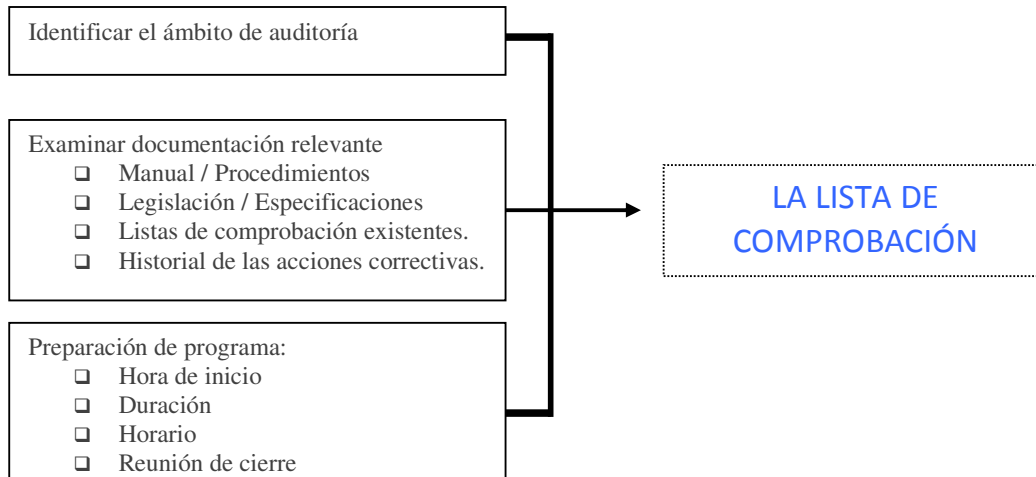 Identificar el ámbito de auditoría
Examinar documentación relevante
❑ Manual / Procedimientos
❑ Legislación / Especificaciones
❑ Listas de comprobación existentes.
❑ Historial de las acciones correctivas.
Preparación de programa:
❑ Hora de inicio
❑ Duración
❑ Horario
❑ Reunión de cierre
LA LISTA DE
COMPROBACIÓN